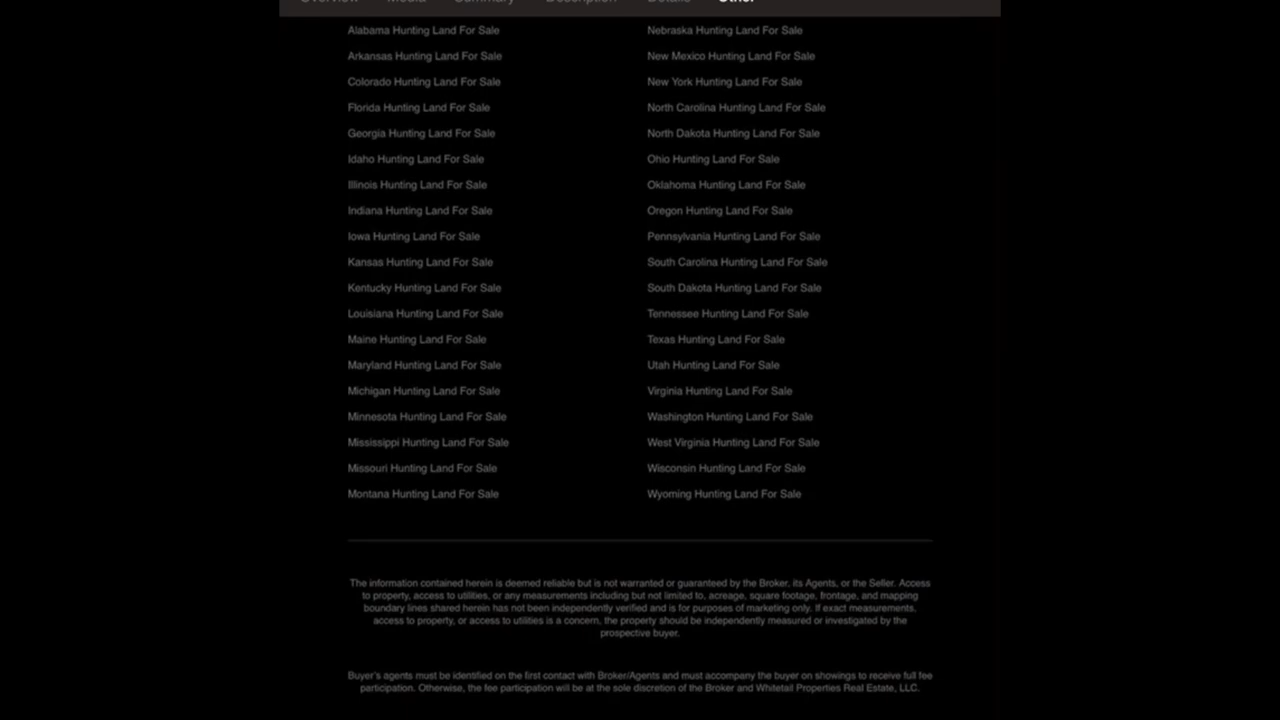 Overview Media Summary Description Details Other
Alabama Hunting Land For Sale
Arkansas Hunting Land For Sale
Colorado Hunting Land For Sale
Florida Hunting Land For Sale
Georgia Hunting Land For Sale
Idaho Hunting Land For Sale
Illinois Hunting Land For Sale
Indiana Hunting Land For Sale
Iowa Hunting Land For Sale
Kansas Hunting Land For Sale
Kentucky Hunting Land For Sale
Louisiana Hunting Land For Sale
Maine Hunting Land For Sale
Maryland Hunting Land For Sale
Michigan Hunting Land For Sale
Minnesota Hunting Land For Sale
Mississippi Hunting Land For Sale
Missouri Hunting Land For Sale
Montana Hunting Land For Sale
Nebraska Hunting Land For Sale
New Mexico Hunting Land For Sale
New York Hunting Land For Sale
North Carolina Hunting Land For Sale
North Dakota Hunting Land For Sale
Ohio Hunting Land For Sale
Oklahoma Hunting Land For Sale
Oregon Hunting Land For Sale
Pennsylvania Hunting Land For Sale
South Carolina Hunting Land For Sale
South Dakota Hunting Land For Sale
Tennessee Hunting Land For Sale
Texas Hunting Land For Sale
Utah Hunting Land For Sale
Virginia Hunting Land For Sale
Washington Hunting Land For Sale
West Virginia Hunting Land For Sale
Wisconsin Hunting Land For Sale
Wyoming Hunting Land For Sale
The information contained herein is deemed reliable but is not warranted or guaranteed by the Broker, its Agents, or the Seller. Access
to property, access to utilities, or any measurements including but not limited to, acreage, square footage, frontage, and mapping
boundary lines shared herein has not been independently verified and is for purposes of marketing only. If exact measurements,
access to property, or access to utilities is a concern, the property should be independently measured or investigated by the
prospective buyer.
Buyer's agents must be identified on the first contact with Broker/Agents and must accompany the buyer on showings to receive full fee
participation. Otherwise, the fee participation will be at the sole discretion of the Broker and Whitetail Properties Real Estate, LLC.